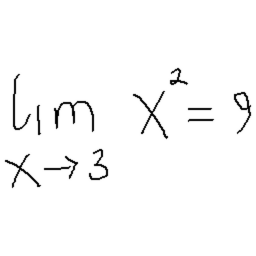 lim x² = 9
x → 3